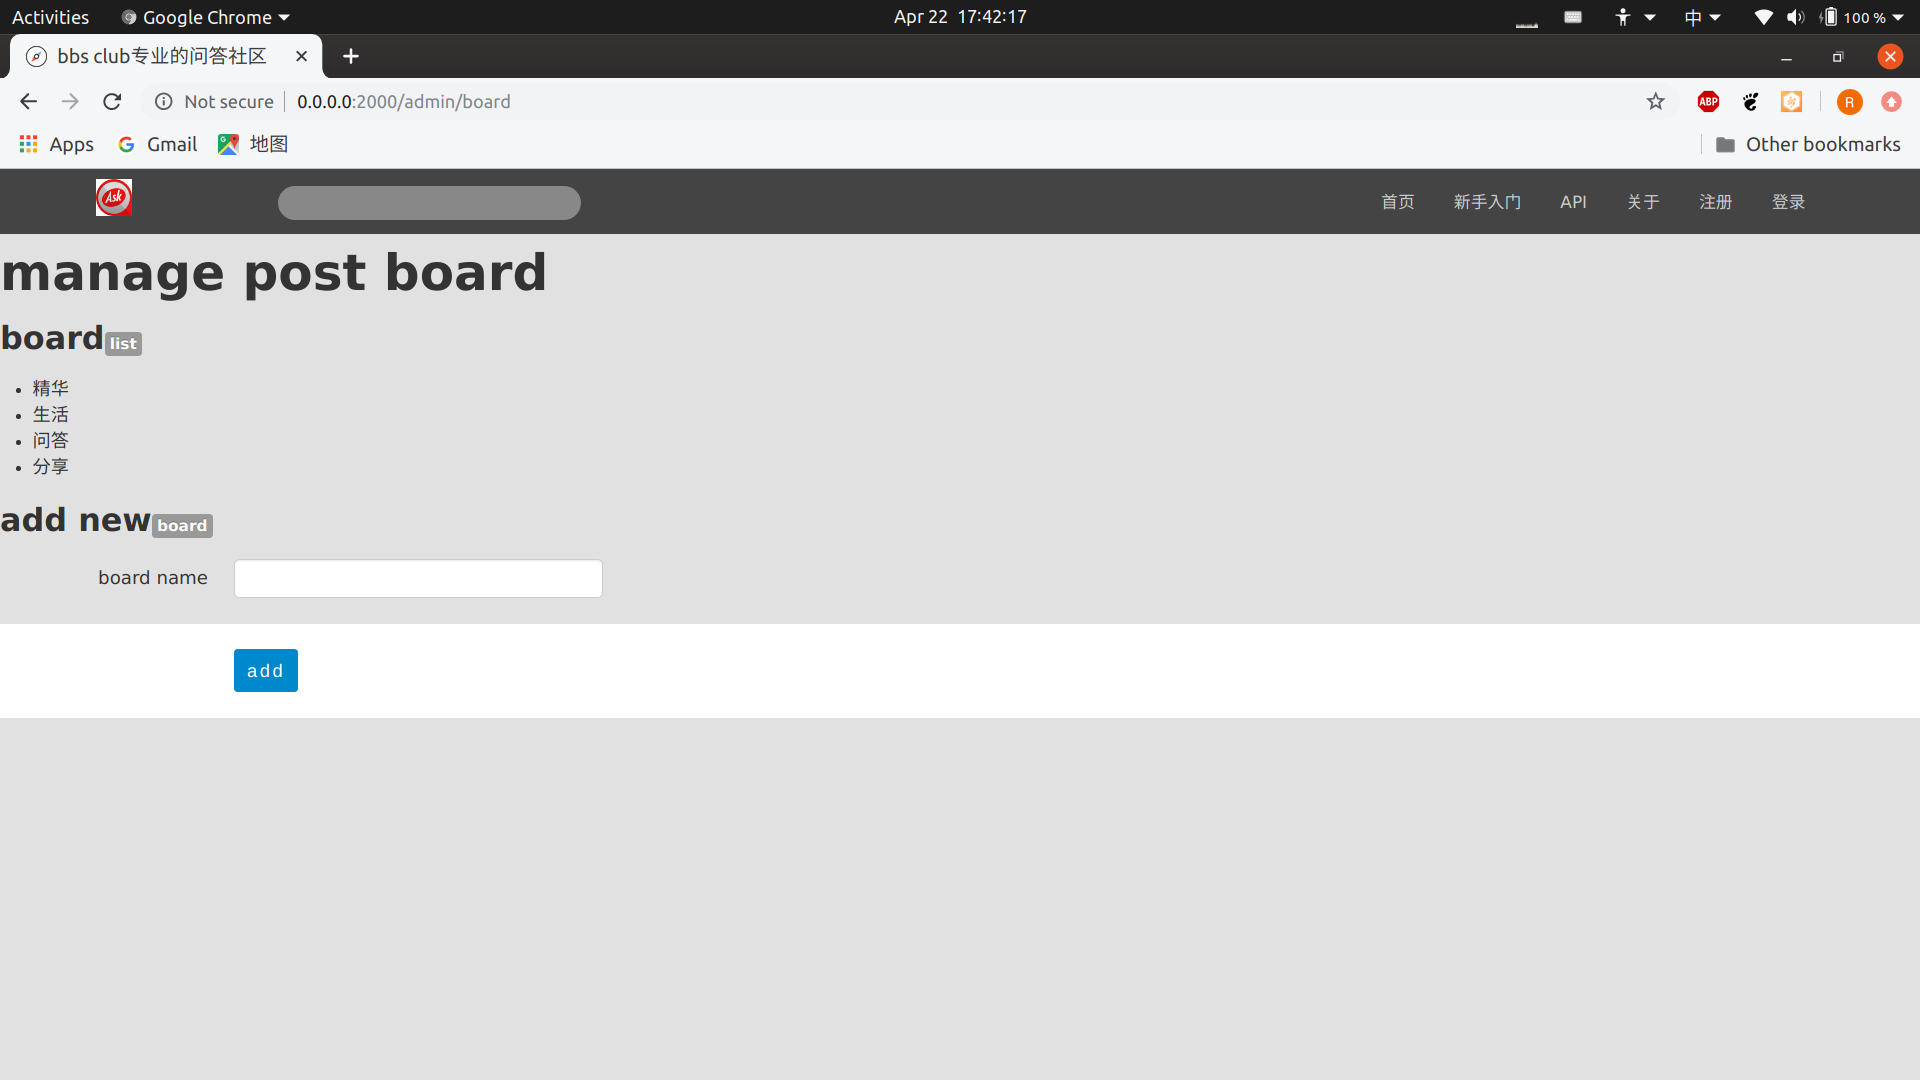 Activities Google Chrome Apr 22 17:42:17 中 100 %
bbs club专业的问答社区
Not secure 0.0.0.0:2000/admin/board ABP R
Apps Gmail 地图 Other bookmarks
Ask 首页 新手入门 API 关于 注册 登录
manage post board
board list
精华
生活
问答
分享
add new board
board name
add